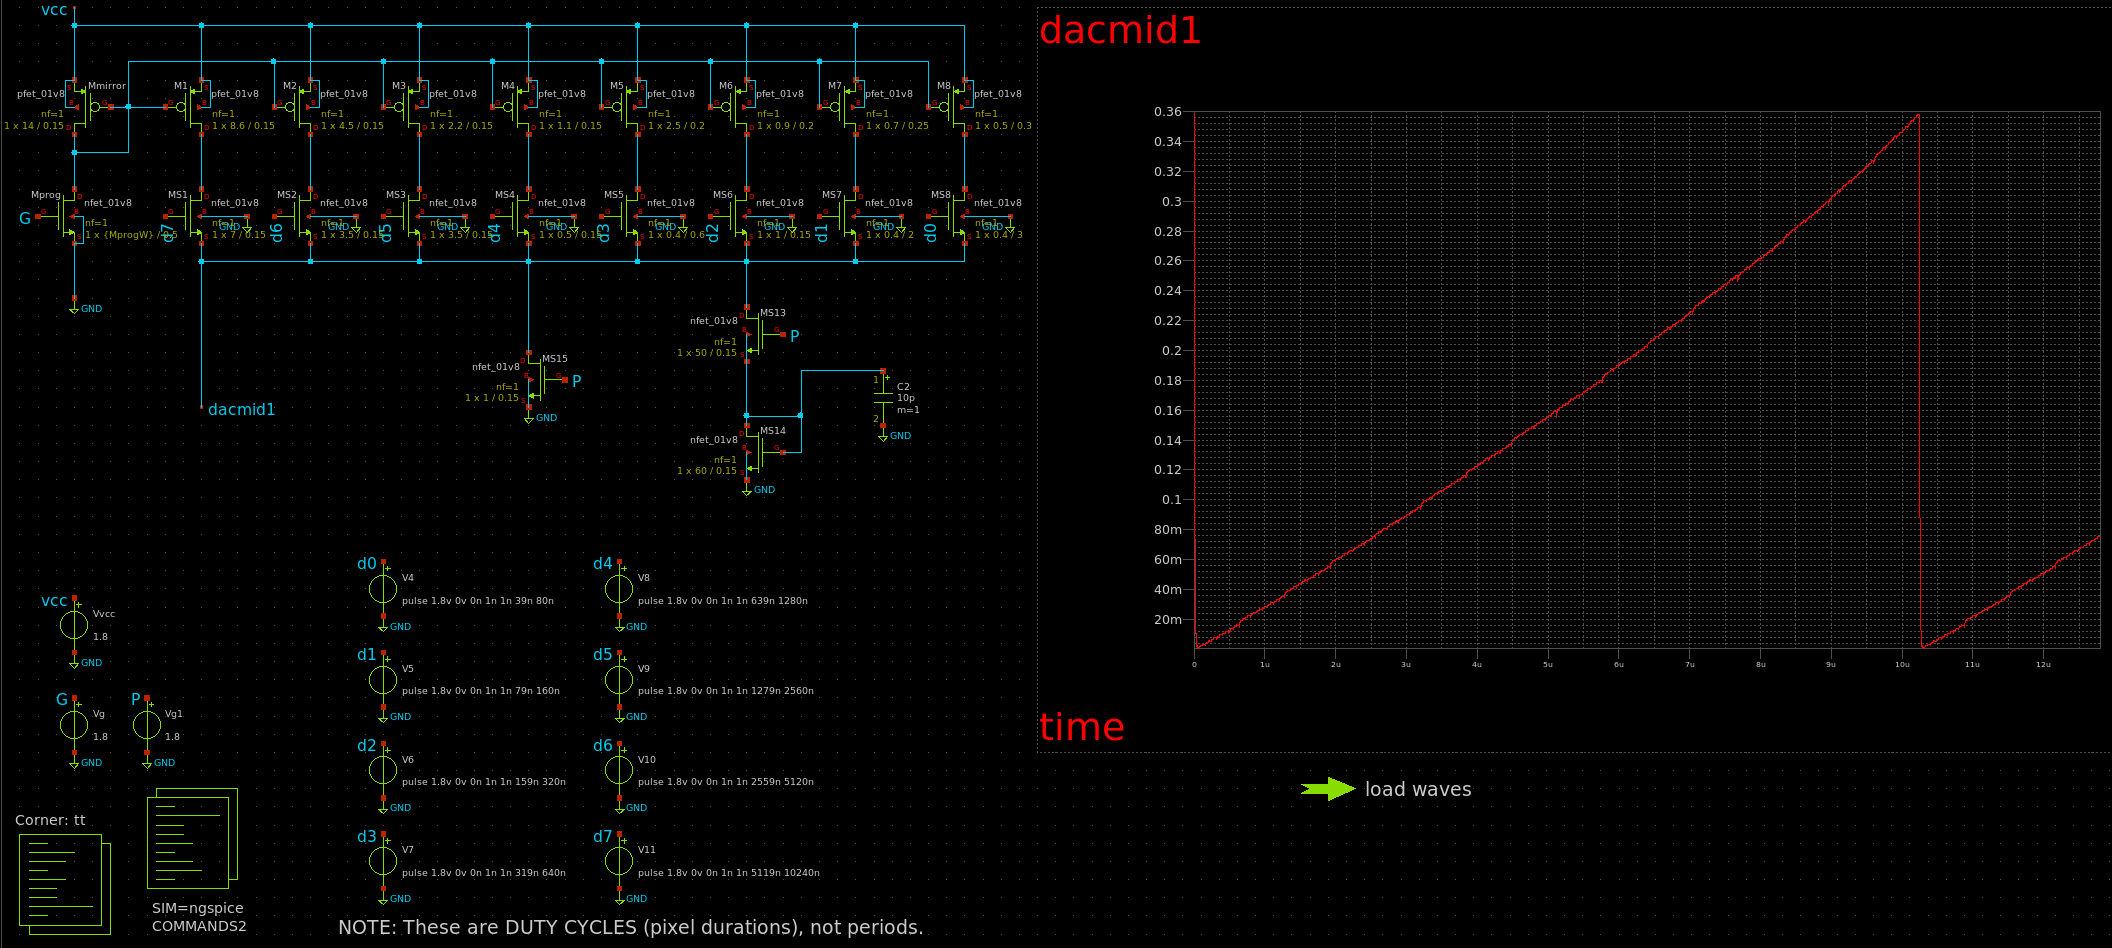 vcc
Mmirror
pfet_01v8
nf=1
1 x 14 / 0.15
M1
pfet_01v8
nf=1
1 x 8.6 / 0.15
M2
pfet_01v8
nf=1
1 x 4.5 / 0.15
M3
pfet_01v8
nf=1
1 x 2.2 / 0.15
M4
pfet_01v8
nf=1
1 x 1.1 / 0.15
M5
pfet_01v8
nf=1
1 x 2.5 / 0.2
M6
pfet_01v8
nf=1
1 x 0.9 / 0.2
M7
pfet_01v8
nf=1
1 x 0.7 / 0.25
M8
pfet_01v8
nf=1
1 x 0.5 / 0.3
G
Mprog
nfet_01v8
nf=1
1 x {MprogW} / 0.5
GND
d7
MS1
nfet_01v8
nf=1
GND
1 x 7 / 0.15
d6
MS2
nfet_01v8
nf=1
GND
1 x 3.5 / 0.15
d5
MS3
nfet_01v8
nf=1
GND
1 x 3.5 / 0.15
d4
MS4
nfet_01v8
nf=1
GND
1 x 0.5 / 0.15
d3
MS5
nfet_01v8
nf=1
GND
1 x 0.4 / 0.6
d2
MS6
nfet_01v8
nf=1
GND
1 x 1 / 0.15
d1
MS7
nfet_01v8
nf=1
GND
1 x 0.4 / 2
d0
MS8
nfet_01v8
nf=1
GND
1 x 0.4 / 3
dacmid1
MS15
nfet_01v8
nf=1
1 x 1 / 0.15
P
GND
MS13
nfet_01v8
nf=1
1 x 50 / 0.15
P
MS14
nfet_01v8
nf=1
1 x 60 / 0.15
GND
1
C2
10p
m=1
2
GND
vcc
Vvcc
1.8
GND
G
Vg
1.8
GND
P
Vg1
1.8
GND
Corner: tt
SIM=ngspice
COMMANDS2
d0
V4
pulse 1.8v 0v 0n 1n 1n 39n 80n
GND
d1
V5
pulse 1.8v 0v 0n 1n 1n 79n 160n
GND
d2
V6
pulse 1.8v 0v 0n 1n 1n 159n 320n
GND
d3
V7
pulse 1.8v 0v 0n 1n 1n 319n 640n
GND
d4
V8
pulse 1.8v 0v 0n 1n 1n 639n 1280n
GND
d5
V9
pulse 1.8v 0v 0n 1n 1n 1279n 2560n
GND
d6
V10
pulse 1.8v 0v 0n 1n 1n 2559n 5120n
GND
d7
V11
pulse 1.8v 0v 0n 1n 1n 5119n 10240n
GND
NOTE: These are DUTY CYCLES (pixel durations), not periods.
dacmid1
0.36
0.34
0.32
0.3
0.28
0.26
0.24
0.22
0.2
0.18
0.16
0.14
0.12
0.1
80m
60m
40m
20m
0 1u 2u 3u 4u 5u 6u 7u 8u 9u 10u 11u 12u
time
load waves